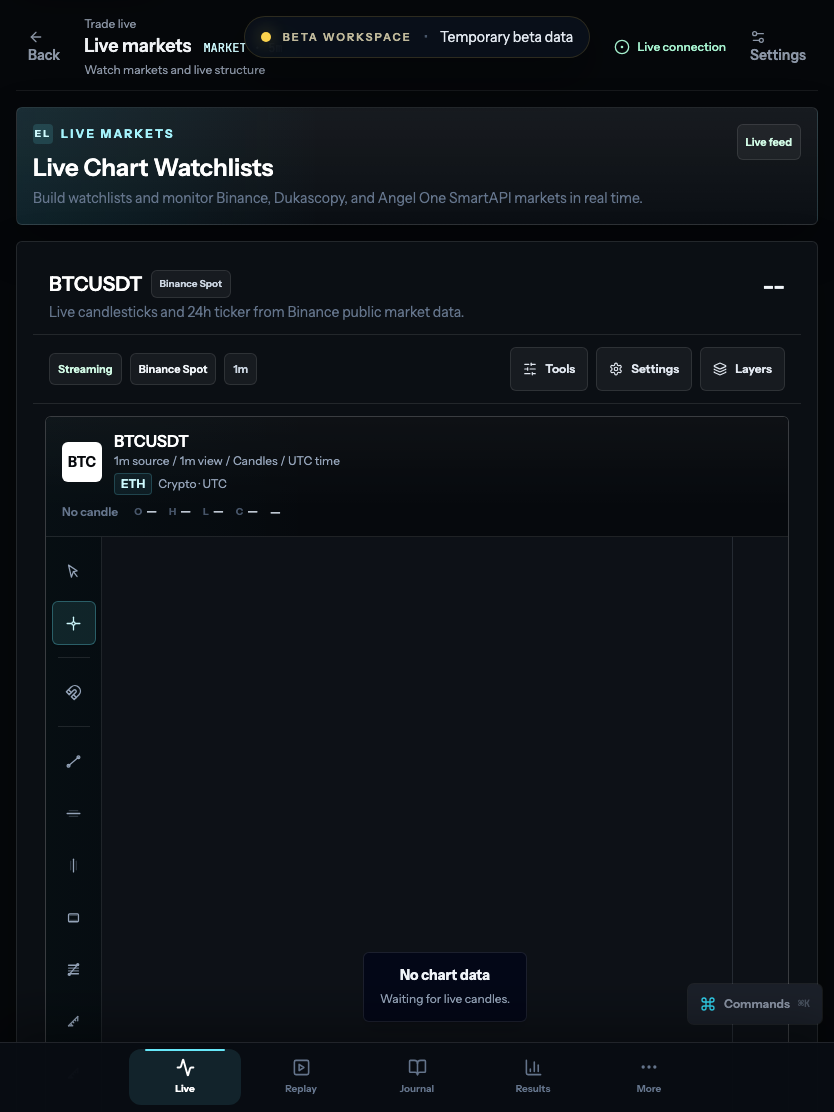 Back
Trade live
Live markets MARKET
Watch markets and live structure
BETA WORKSPACE · Temporary beta data
Live connection
Settings
EL LIVE MARKETS
Live Chart Watchlists
Build watchlists and monitor Binance, Dukascopy, and Angel One SmartAPI markets in real time.
Live feed
BTCUSDT Binance Spot
--
Live candlesticks and 24h ticker from Binance public market data.
Streaming Binance Spot 1m Tools Settings Layers
BTC
BTCUSDT
1m source / 1m view / Candles / UTC time
ETH Crypto · UTC
No candle O — H — L — C — —
No chart data
Waiting for live candles.
Commands ⌘K
Live Replay Journal Results More